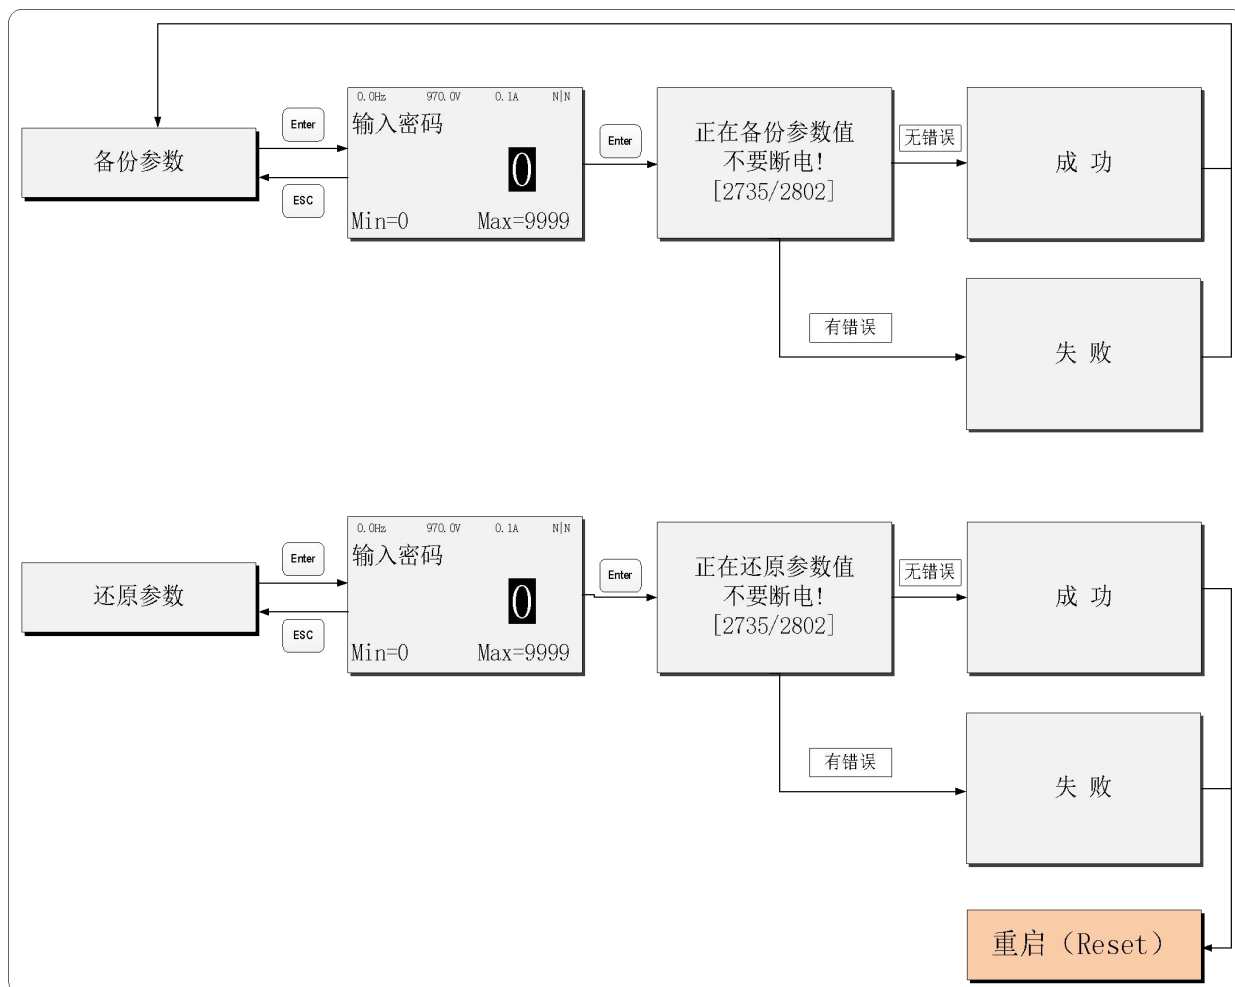 0.0Hz 970.0V 0.1A N|N
Enter
输入密码
Enter
正在备份参数值
无错误
备份参数
0
不要断电!
成 功
ESC
[2735/2802]
Min=0 Max=9999
有错误
失 败
0.0Hz 970.0V 0.1A N|N
Enter
输入密码
Enter
正在还原参数值
无错误
还原参数
0
不要断电!
成 功
ESC
[2735/2802]
Min=0 Max=9999
有错误
失 败
重启（Reset）